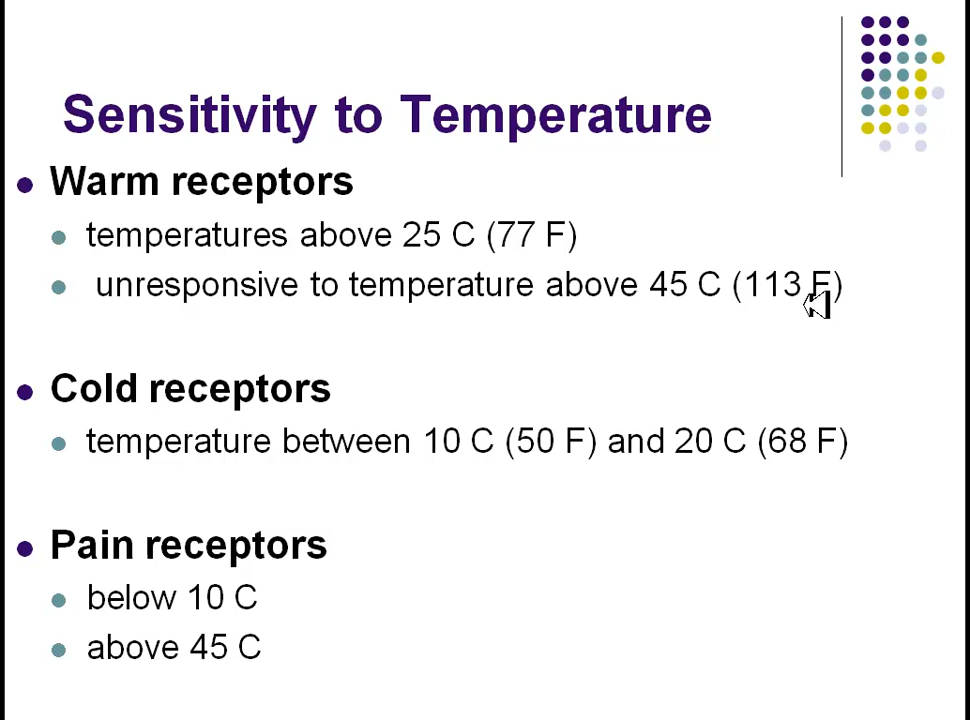 Sensitivity to Temperature
Warm receptors
temperatures above 25 C (77 F)
unresponsive to temperature above 45 C (113 F)
Cold receptors
temperature between 10 C (50 F) and 20 C (68 F)
Pain receptors
below 10 C
above 45 C